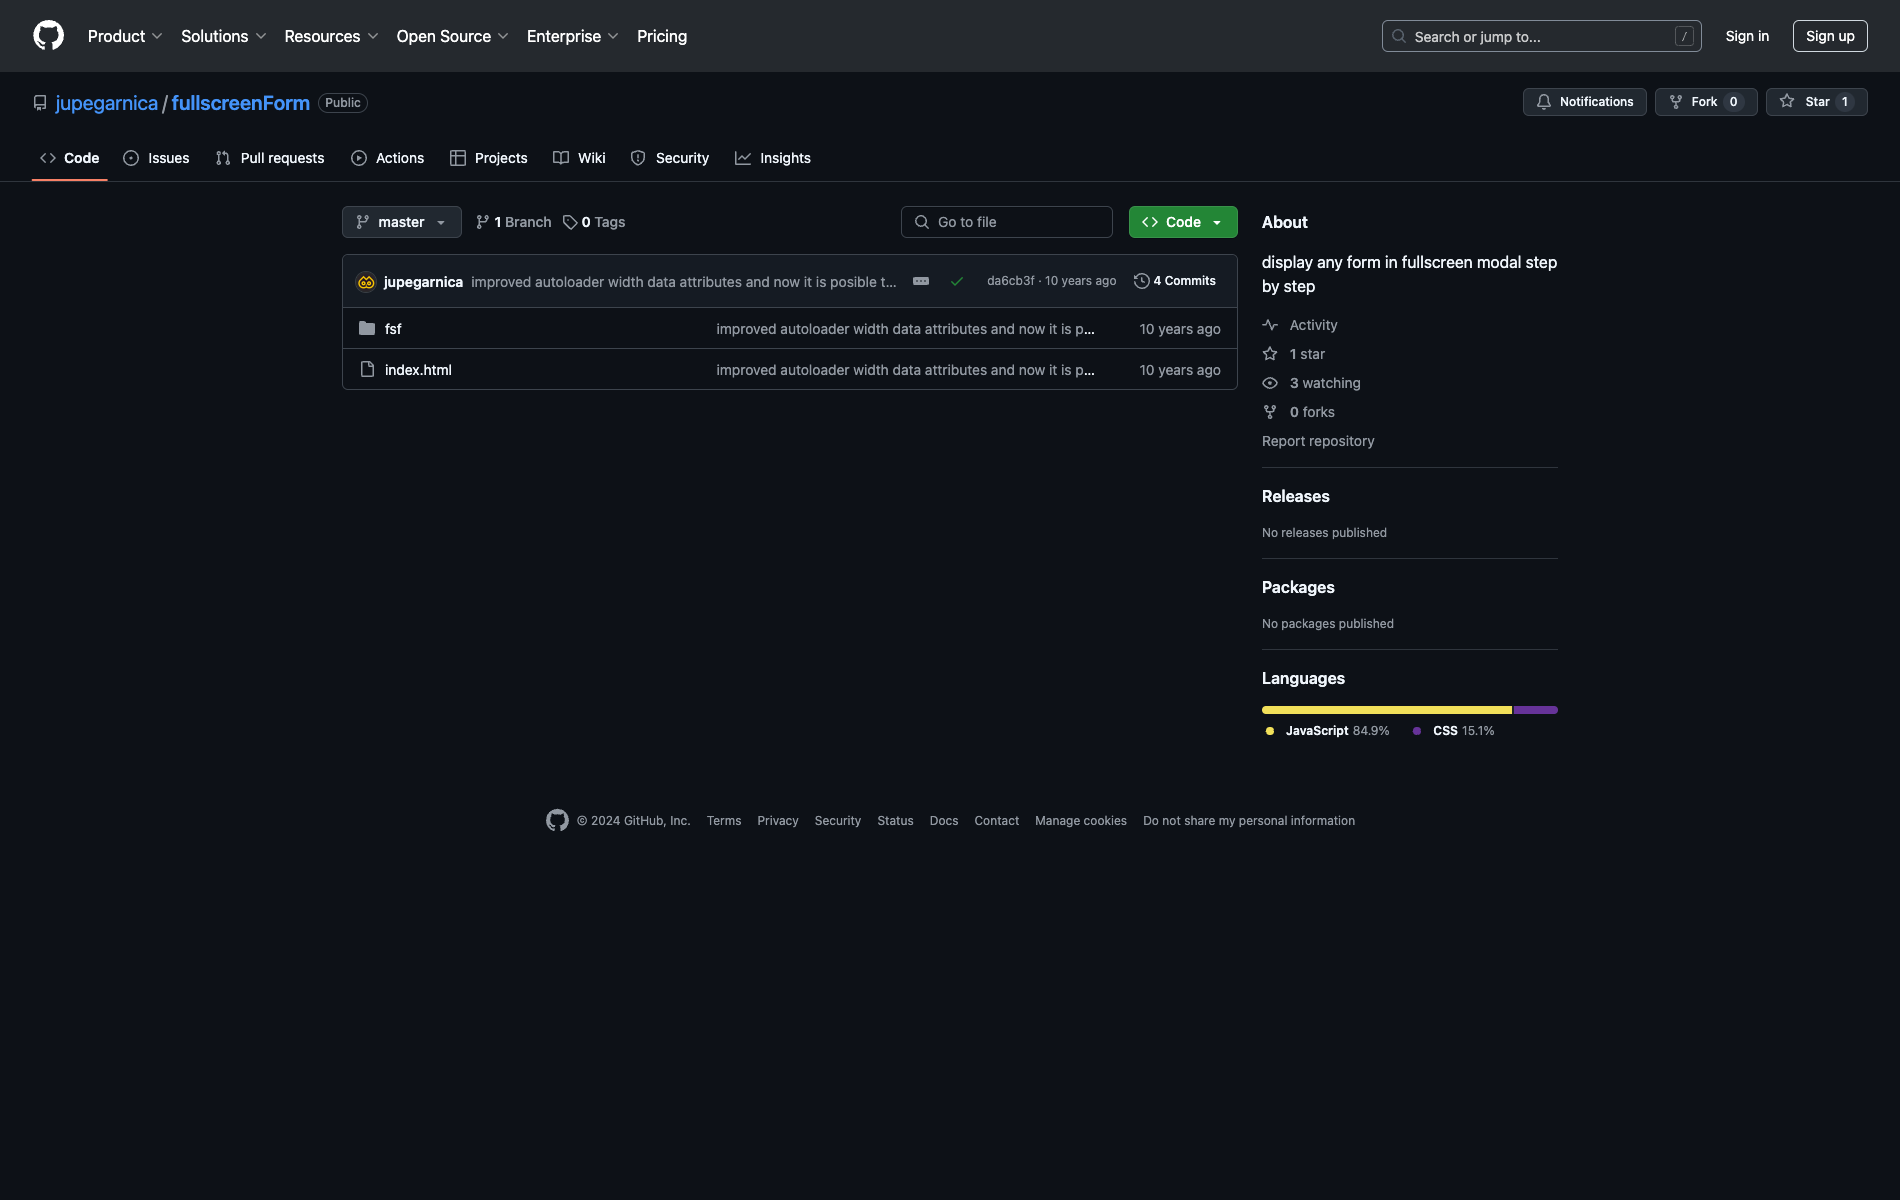 Product Solutions Resources Open Source Enterprise Pricing Search or jump to... / Sign in Sign up
jupegarnica / fullscreenForm Public Notifications Fork 0 Star 1
Code Issues Pull requests Actions Projects Wiki Security Insights
master 1 Branch 0 Tags Go to file Code
jupegarnica improved autoloader width data attributes and now it is posible t... da6cb3f · 10 years ago 4 Commits
fsf improved autoloader width data attributes and now it is p... 10 years ago
index.html improved autoloader width data attributes and now it is p... 10 years ago
About
display any form in fullscreen modal step
by step
Activity
1 star
3 watching
0 forks
Report repository
Releases
No releases published
Packages
No packages published
Languages
JavaScript 84.9% CSS 15.1%
© 2024 GitHub, Inc. Terms Privacy Security Status Docs Contact Manage cookies Do not share my personal information